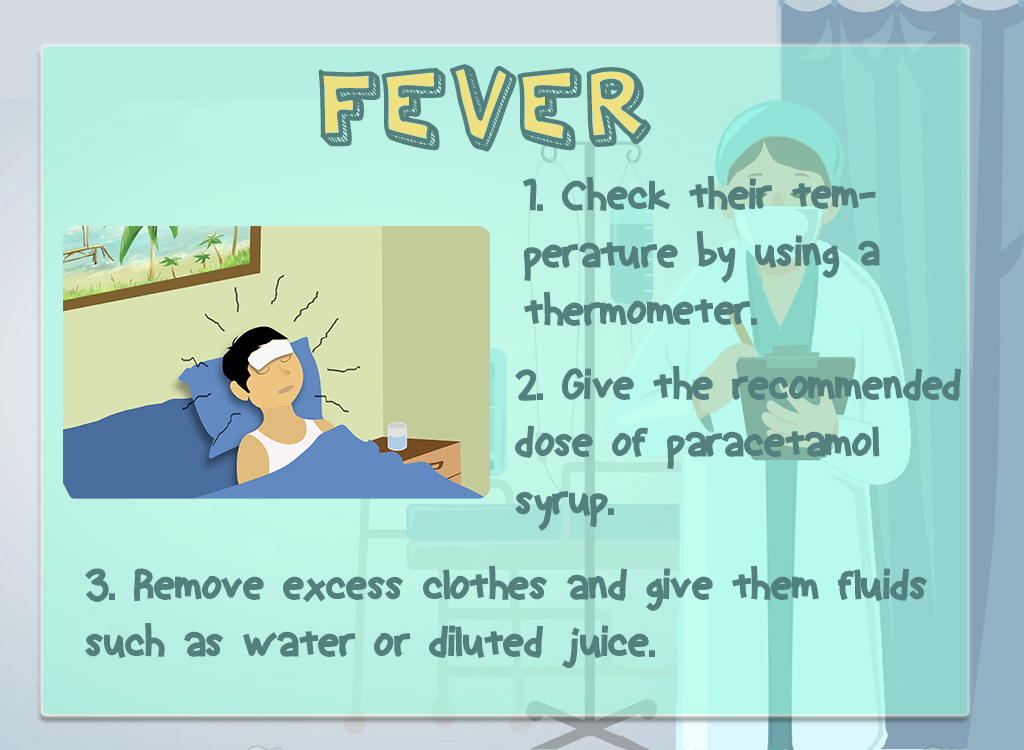 FEVER
1. Check their tem-
perature by using a
thermometer.
2. Give the recommended
dose of paracetamol
syrup.
3. Remove excess clothes and give them fluids
such as water or diluted juice.